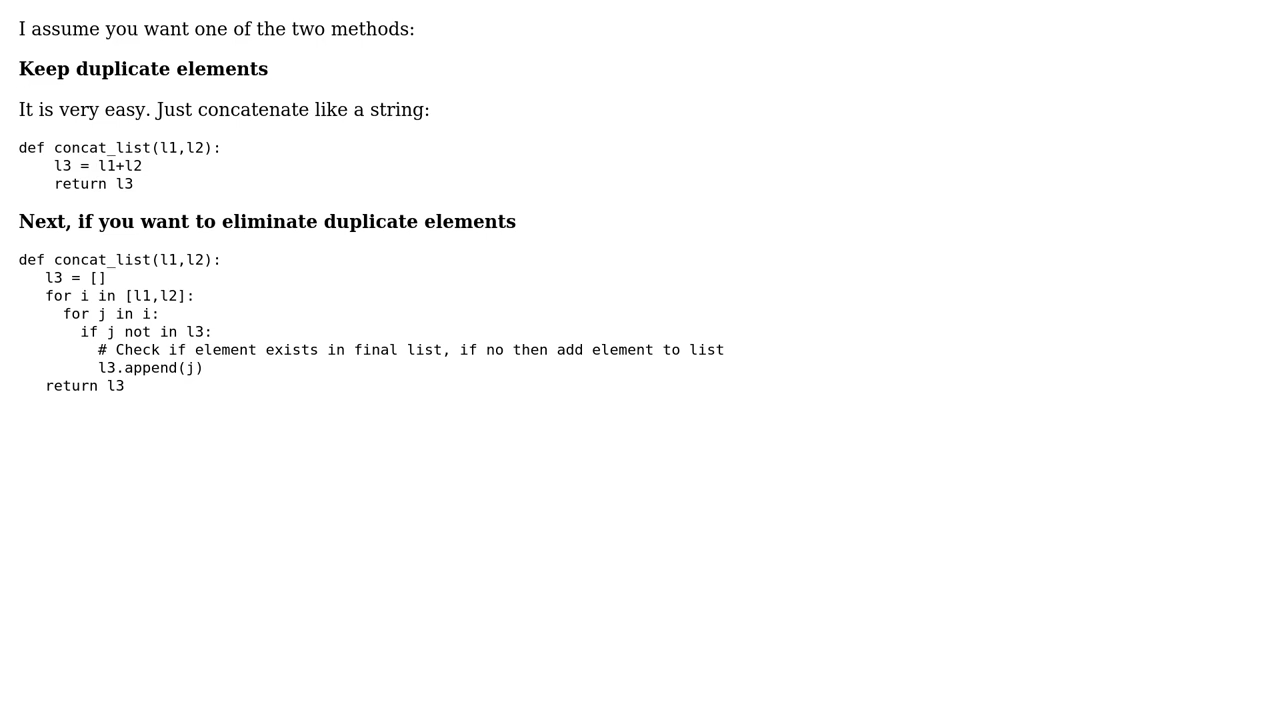 I assume you want one of the two methods:
Keep duplicate elements
It is very easy. Just concatenate like a string:
def concat_list(l1,l2):
    l3 = l1+l2
    return l3
Next, if you want to eliminate duplicate elements
def concat_list(l1,l2):
   l3 = []
   for i in [l1,l2]:
     for j in i:
       if j not in l3:
         # Check if element exists in final list, if no then add element to list
         l3.append(j)
   return l3